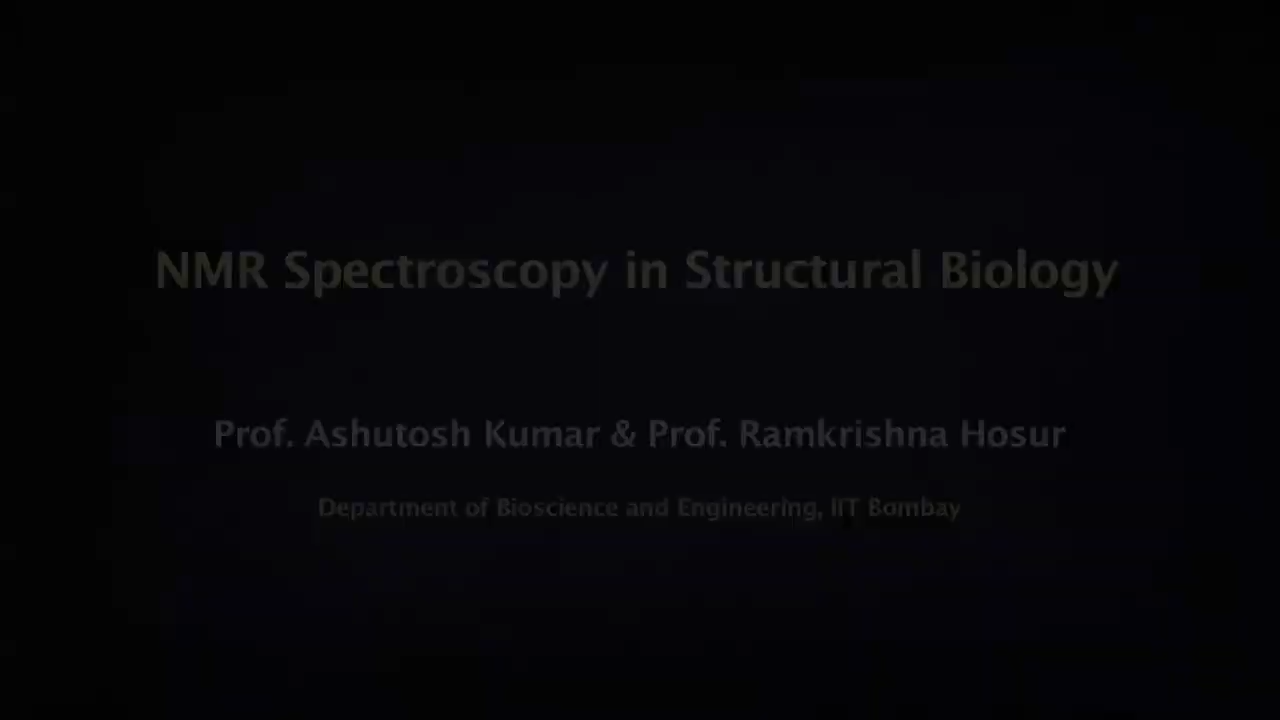 NMR Spectroscopy in Structural Biology
Prof. Ashutosh Kumar & Prof. Ramkrishna Hosur
Department of Bioscience and Engineering, IIT Bombay